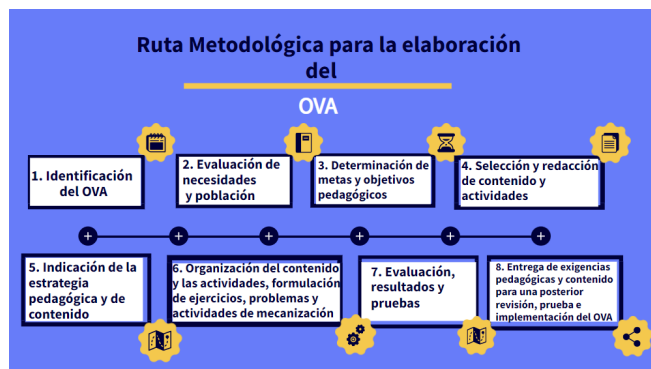 Ruta Metodológica para la elaboración
del
OVA
1. Identificación
del OVA
2. Evaluación de
necesidades
y población
3. Determinación de
metas y objetivos
pedagógicos
4. Selección y redacción
de contenido y
actividades
5. Indicación de la
estrategia
pedagógica y de
contenido
6. Organización del contenido
y las actividades, formulación
de ejercicios, problemas y
actividades de mecanización
7. Evaluación,
resultados y
pruebas
8. Entrega de exigencias
pedagógicas y contenido
para una posterior
revisión, prueba e
implementación del OVA